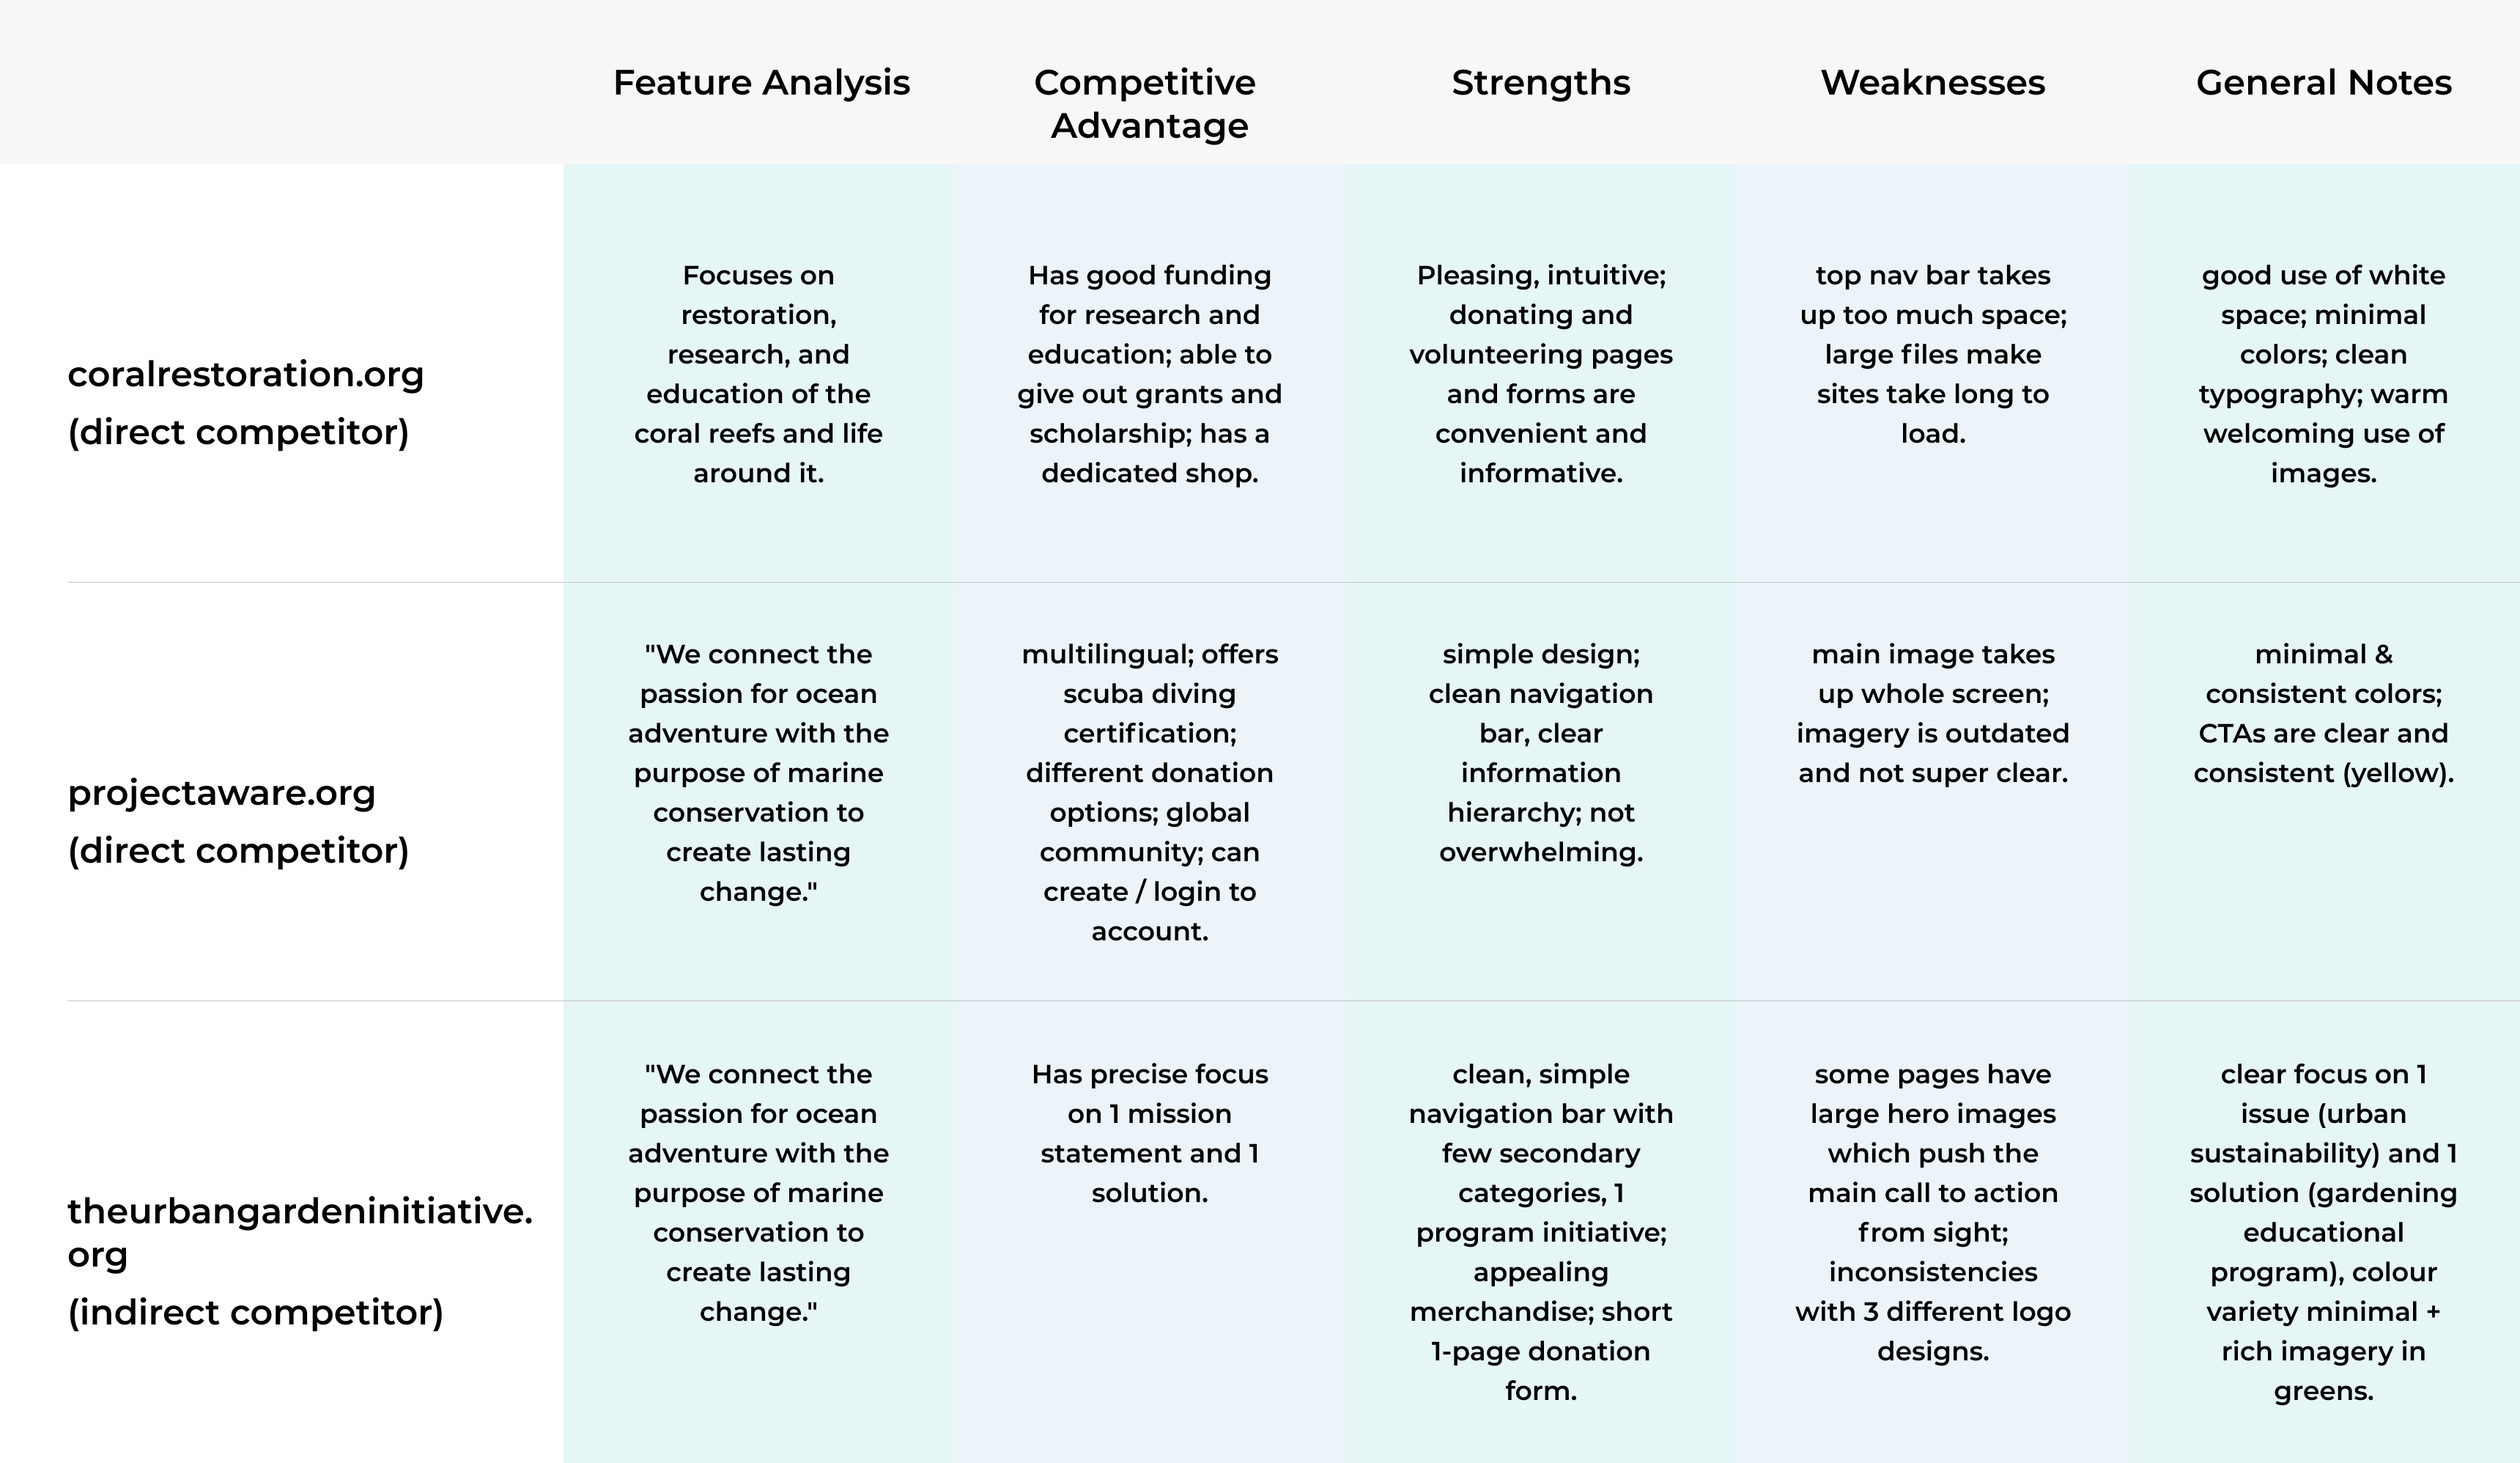 Feature Analysis
Competitive
Advantage
Strengths
Weaknesses
General Notes
coralrestoration.org
(direct competitor)
Focuses on
restoration,
research, and
education of the
coral reefs and life
around it.
Has good funding
for research and
education; able to
give out grants and
scholarship; has a
dedicated shop.
Pleasing, intuitive;
donating and
volunteering pages
and forms are
convenient and
informative.
top nav bar takes
up too much space;
large files make
sites take long to
load.
good use of white
space; minimal
colors; clean
typography; warm
welcoming use of
images.
projectaware.org
(direct competitor)
"We connect the
passion for ocean
adventure with the
purpose of marine
conservation to
create lasting
change."
multilingual; offers
scuba diving
certification;
different donation
options; global
community; can
create / login to
account.
simple design;
clean navigation
bar, clear
information
hierarchy; not
overwhelming.
main image takes
up whole screen;
imagery is outdated
and not super clear.
minimal &
consistent colors;
CTAs are clear and
consistent (yellow).
theurbangardeninitiative.
org
(indirect competitor)
"We connect the
passion for ocean
adventure with the
purpose of marine
conservation to
create lasting
change."
Has precise focus
on 1 mission
statement and 1
solution.
clean, simple
navigation bar with
few secondary
categories, 1
program initiative;
appealing
merchandise; short
1-page donation
form.
some pages have
large hero images
which push the
main call to action
from sight;
inconsistencies
with 3 different logo
designs.
clear focus on 1
issue (urban
sustainability) and 1
solution (gardening
educational
program), colour
variety minimal +
rich imagery in
greens.